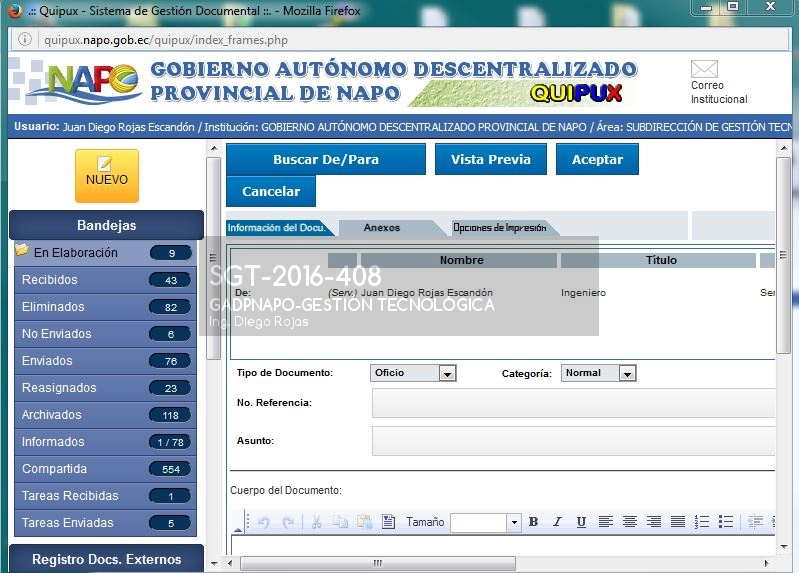 .:: Quipux - Sistema de Gestión Documental ::. - Mozilla Firefox
quipux.napo.gob.ec/quipux/index_frames.php
NAPO
GOBIERNO AUTÓNOMO DESCENTRALIZADO
PROVINCIAL DE NAPO
QUIPUX
Correo
Institucional
Usuario: Juan Diego Rojas Escandón / Institución: GOBIERNO AUTÓNOMO DESCENTRALIZADO PROVINCIAL DE NAPO / Área: SUBDIRECCIÓN DE GESTIÓN TECN
NUEVO
Bandejas
En Elaboración 9
Recibidos 43
Eliminados 82
No Enviados 6
Enviados 76
Reasignados 23
Archivados 118
Informados 1 / 78
Compartida 554
Tareas Recibidas 1
Tareas Enviadas 5
Registro Docs. Externos
Buscar De/Para Vista Previa Aceptar
Cancelar
Información del Docu. Anexos Opciones de Impresión
Nombre Título
De: (Serv.) Juan Diego Rojas Escandón Ingeniero Ser
SGT-2016-408
GADPNAPO-GESTION TECNOLOGICA
Ing. Diego Rojas
Tipo de Documento: Oficio Categoría: Normal
No. Referencia:
Asunto:
Cuerpo del Documento:
Tamaño B I U